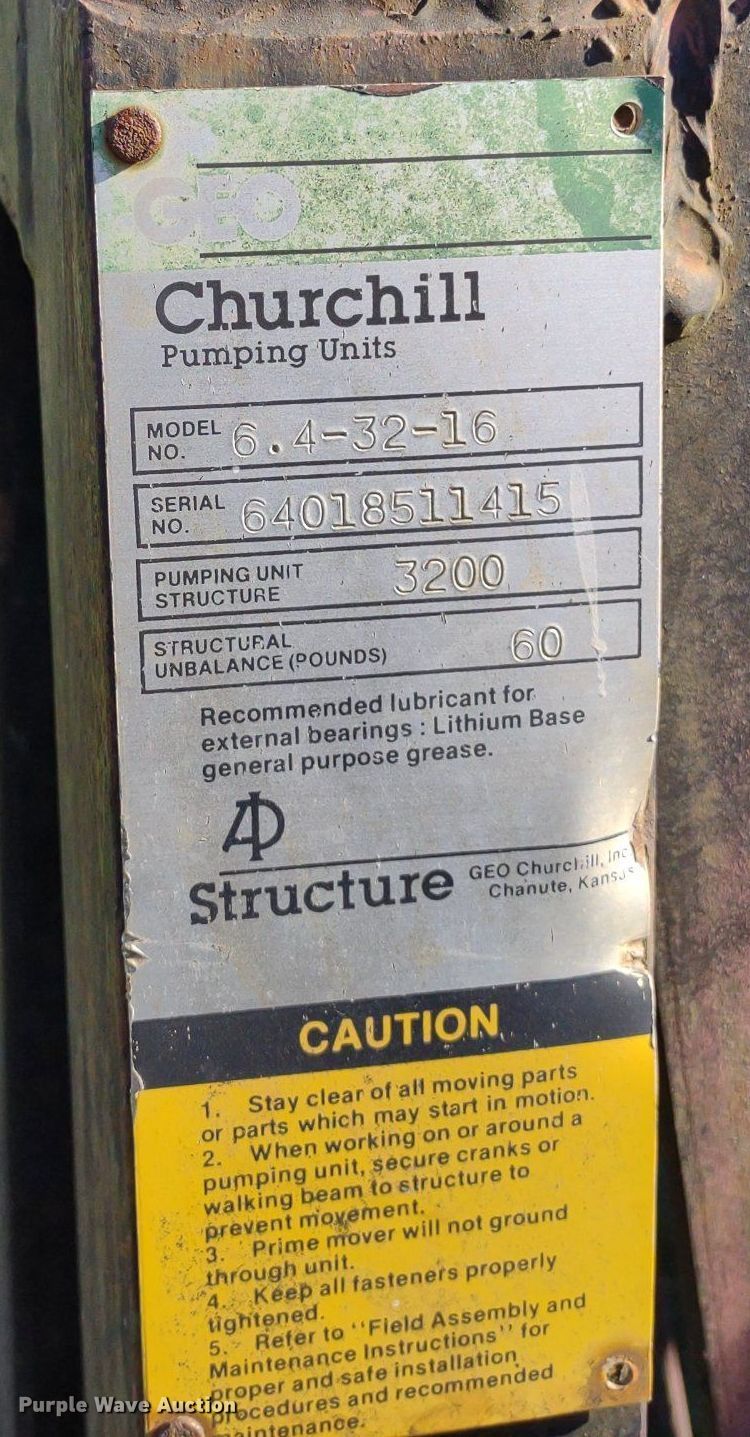 GEO
Churchill
Pumping Units
MODEL
NO. 6.4-32-16
SERIAL
NO. 64018511415
PUMPING UNIT
STRUCTURE 3200
STRUCTURAL
UNBALANCE (POUNDS) 60
Recommended lubricant for
external bearings : Lithium Base
general purpose grease.
AP
Structure
GEO Churchill, Inc
Chanute, Kansas
CAUTION
1. Stay clear of all moving parts
or parts which may start in motion.
2. When working on or around a
pumping unit, secure cranks or
walking beam to structure to
prevent movement.
3. Prime mover will not ground
through unit.
4. Keep all fasteners properly
tightened.
5. Refer to "Field Assembly and
Maintenance Instructions" for
proper and safe installation
procedures and recommended
maintenance.
Purple Wave Auction